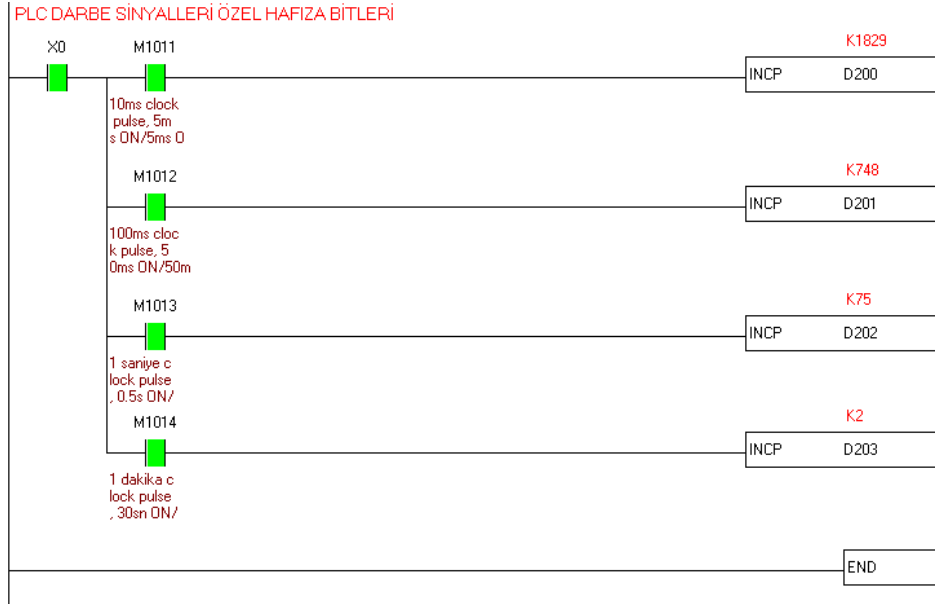 PLC DARBE SİNYALLERİ ÖZEL HAFIZA BİTLERİ
X0 M1011 K1829
INCP D200
10ms clock
pulse, 5m
s ON/5ms O
M1012 K748
INCP D201
100ms cloc
k pulse, 5
0ms ON/50m
M1013 K75
INCP D202
1 saniye c
lock pulse
, 0.5s ON/
M1014 K2
INCP D203
1 dakika c
lock pulse
, 30sn ON/
END